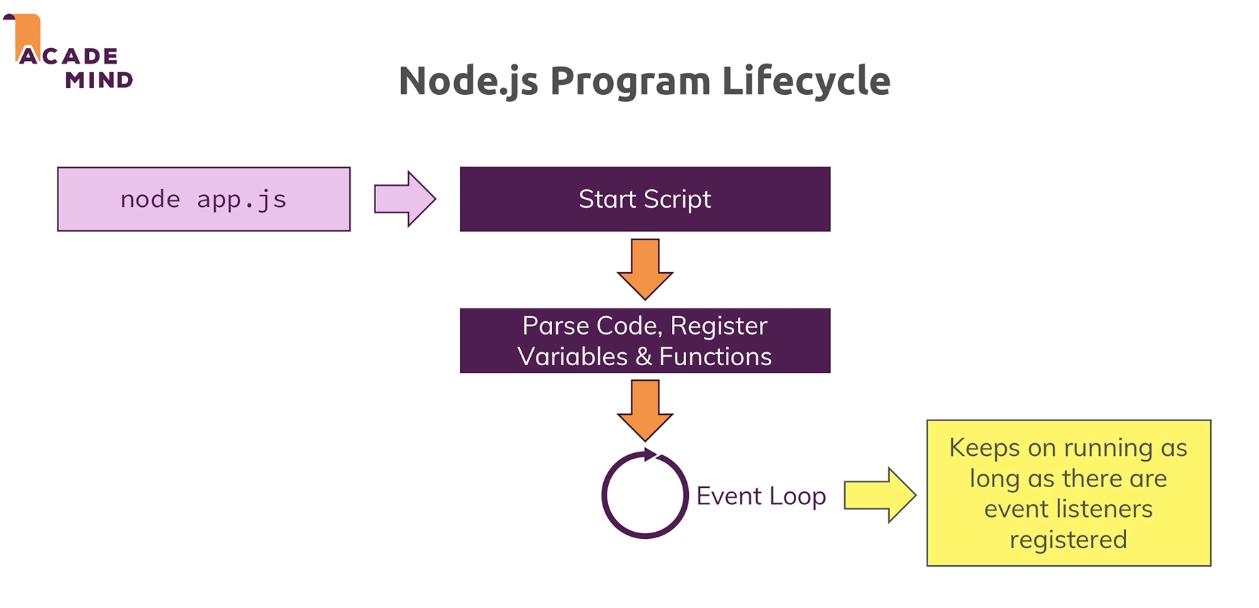 ACADE
MIND
Node.js Program Lifecycle
node app.js
Start Script
Parse Code, Register
Variables & Functions
Event Loop
Keeps on running as
long as there are
event listeners
registered